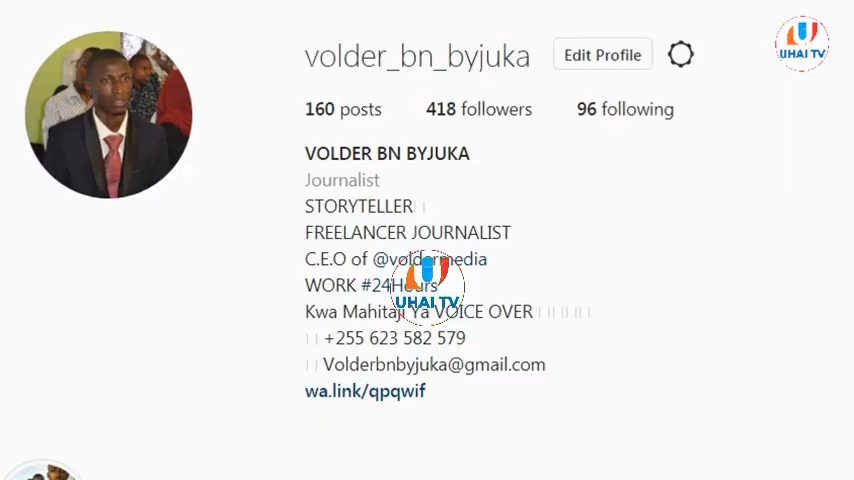 volder_bn_byjuka Edit Profile
UHAI TV
160 posts 418 followers 96 following
VOLDER BN BYJUKA
Journalist
STORYTELLER
FREELANCER JOURNALIST
C.E.O of @voldermedia
WORK #24Hours
UHAI TV
Kwa Mahitaji Ya VOICE OVER
+255 623 582 579
Volderbnbyjuka@gmail.com
wa.link/qpqwif